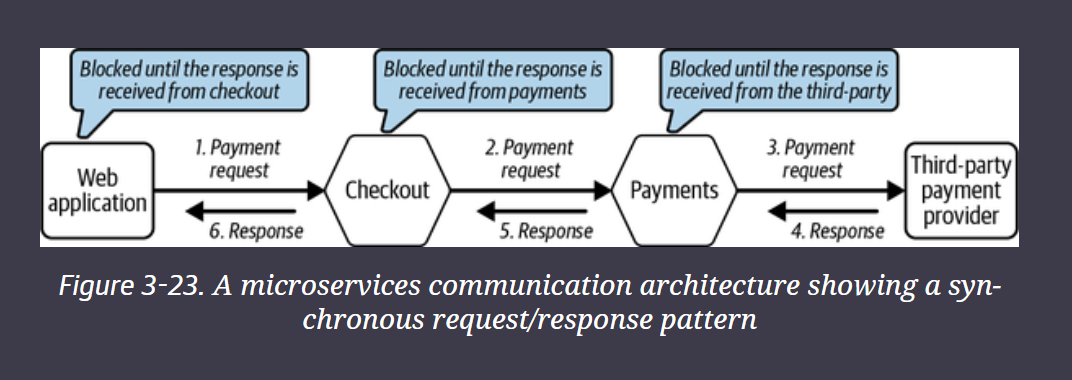 Blocked until the response is
received from checkout
Blocked until the response is
received from payments
Blocked until the response is
received from the third-party
Web
application
1. Payment
request
6. Response
Checkout
2. Payment
request
5. Response
Payments
3. Payment
request
4. Response
Third-party
payment
provider
Figure 3-23. A microservices communication architecture showing a syn-
chronous request/response pattern